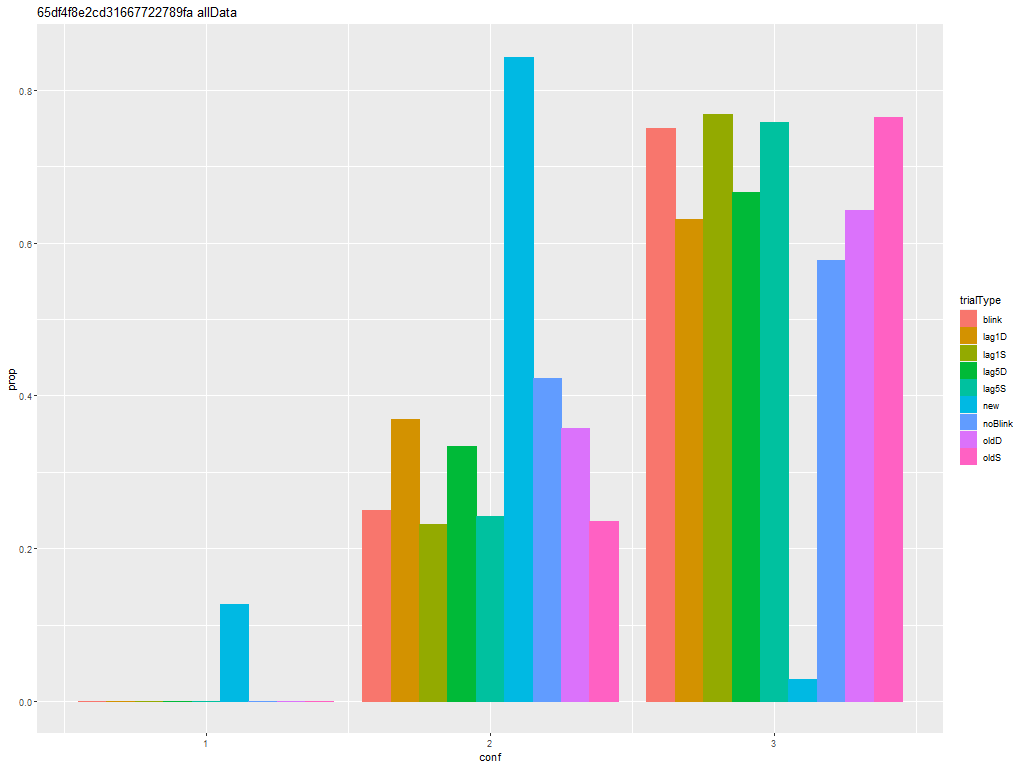 65df4f8e2cd31667722789fa allData
prop
0.8
0.6
0.4
0.2
0.0
1
2
3
conf
trialType
blink
lag1D
lag1S
lag5D
lag5S
new
noBlink
oldD
oldS